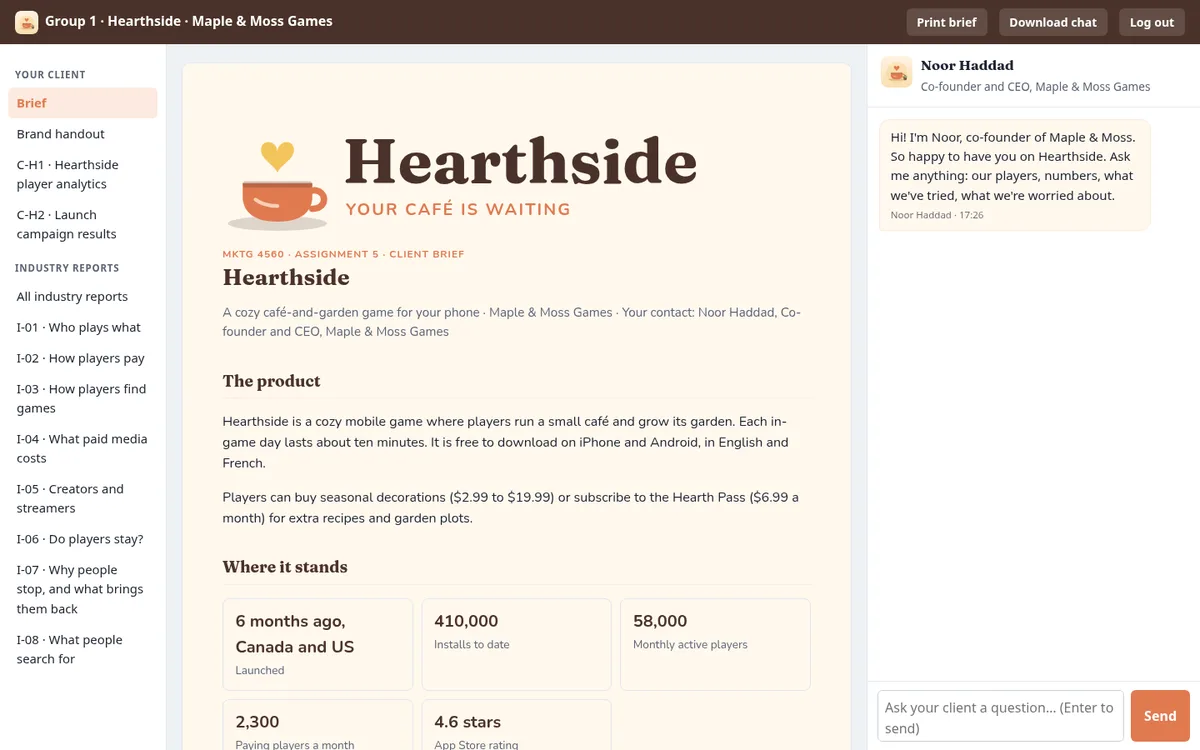 Group 1 · Hearthside · Maple & Moss Games
Print brief
Download chat
Log out
YOUR CLIENT
Brief
Brand handout
C-H1 · Hearthside
player analytics
C-H2 · Launch
campaign results
INDUSTRY REPORTS
All industry reports
I-01 · Who plays what
I-02 · How players pay
I-03 · How players find
games
I-04 · What paid media
costs
I-05 · Creators and
streamers
I-06 · Do players stay?
I-07 · Why people
stop, and what brings
them back
I-08 · What people
search for
Hearthside
YOUR CAFÉ IS WAITING
MKTG 4560 · ASSIGNMENT 5 · CLIENT BRIEF
Hearthside
A cozy café-and-garden game for your phone · Maple & Moss Games · Your contact: Noor Haddad, Co-
founder and CEO, Maple & Moss Games
The product
Hearthside is a cozy mobile game where players run a small café and grow its garden. Each in-
game day lasts about ten minutes. It is free to download on iPhone and Android, in English and
French.
Players can buy seasonal decorations ($2.99 to $19.99) or subscribe to the Hearth Pass ($6.99 a
month) for extra recipes and garden plots.
Where it stands
6 months ago,
Canada and US
Launched
410,000
Installs to date
58,000
Monthly active players
2,300
Paying players a month
4.6 stars
App Store rating
Noor Haddad
Co-founder and CEO, Maple & Moss Games
Hi! I'm Noor, co-founder of Maple & Moss.
So happy to have you on Hearthside. Ask
me anything: our players, numbers, what
we've tried, what we're worried about.
Noor Haddad · 17:26
Ask your client a question... (Enter to
send)
Send